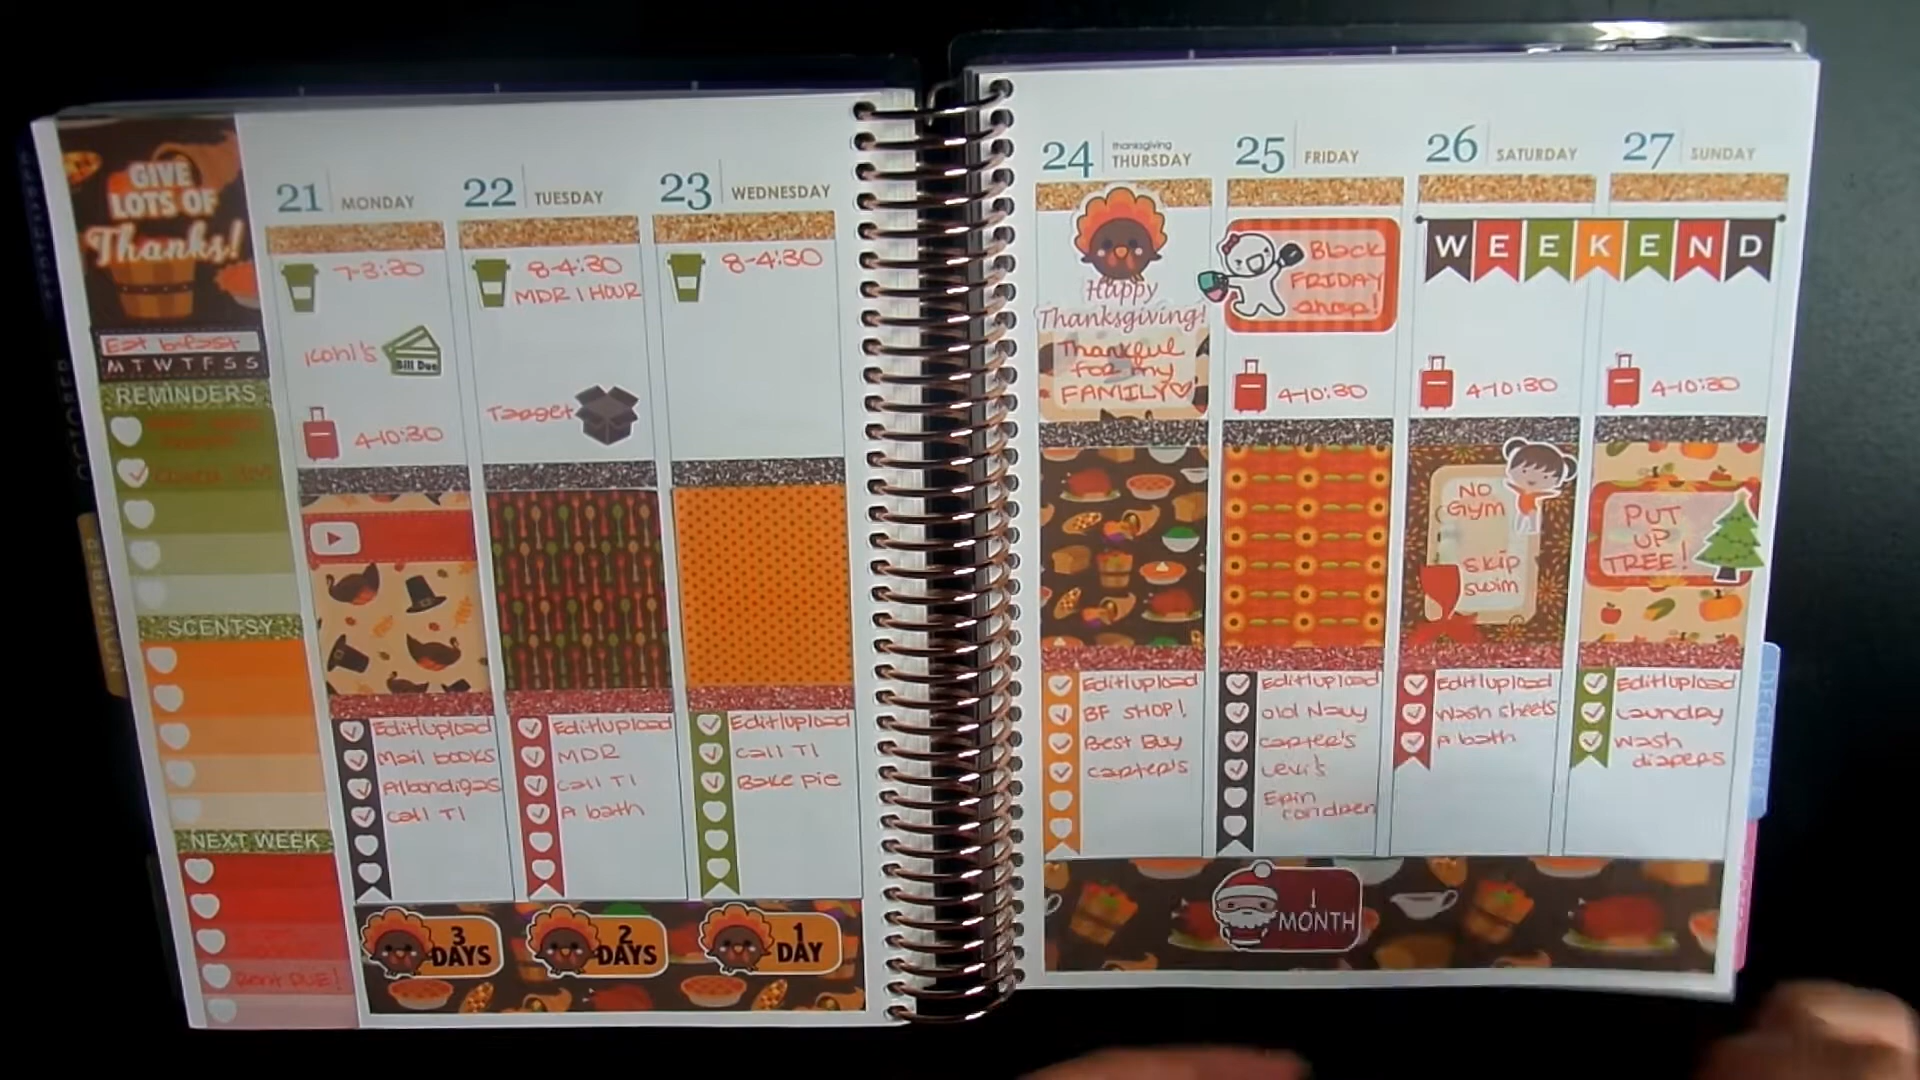 GIVE
LOTS OF
Thanks!
Eat bfast
M T W T F S S
REMINDERS
SCENTSY
NEXT WEEK
Rent DUE!
21 MONDAY
7-3:30
Kohl's
Bill Due
4-10:30
Edit/upload
Mail books
Albondigas
Call TI
3
DAYS
22 TUESDAY
8-4:30
MDR 1 HOUR
Target
Edit/upload
MDR
Call TI
A bath
2
DAYS
23 WEDNESDAY
8-4:30
Edit/upload
Call TI
Bake pie
1
DAY
24 thanksgiving THURSDAY
Happy
Thanksgiving!
Thankful
for my
FAMILY
Edit/upload
BF SHOP!
Best Buy
Carter's
25 FRIDAY
Black
FRIDAY
shop!
4-10:30
Edit/upload
Old Navy
Carter's
Levi's
Epin
1
MONTH
26 SATURDAY
WEEKEND
4-10:30
NO
Gym
Skip
swim
Edit/upload
Wash sheets
A bath
27 SUNDAY
4-10:30
PUT
UP
TREE!
Edit/upload
Laundry
Wash
diapers
NOVEMBER
OCTOBER
DECEMBER